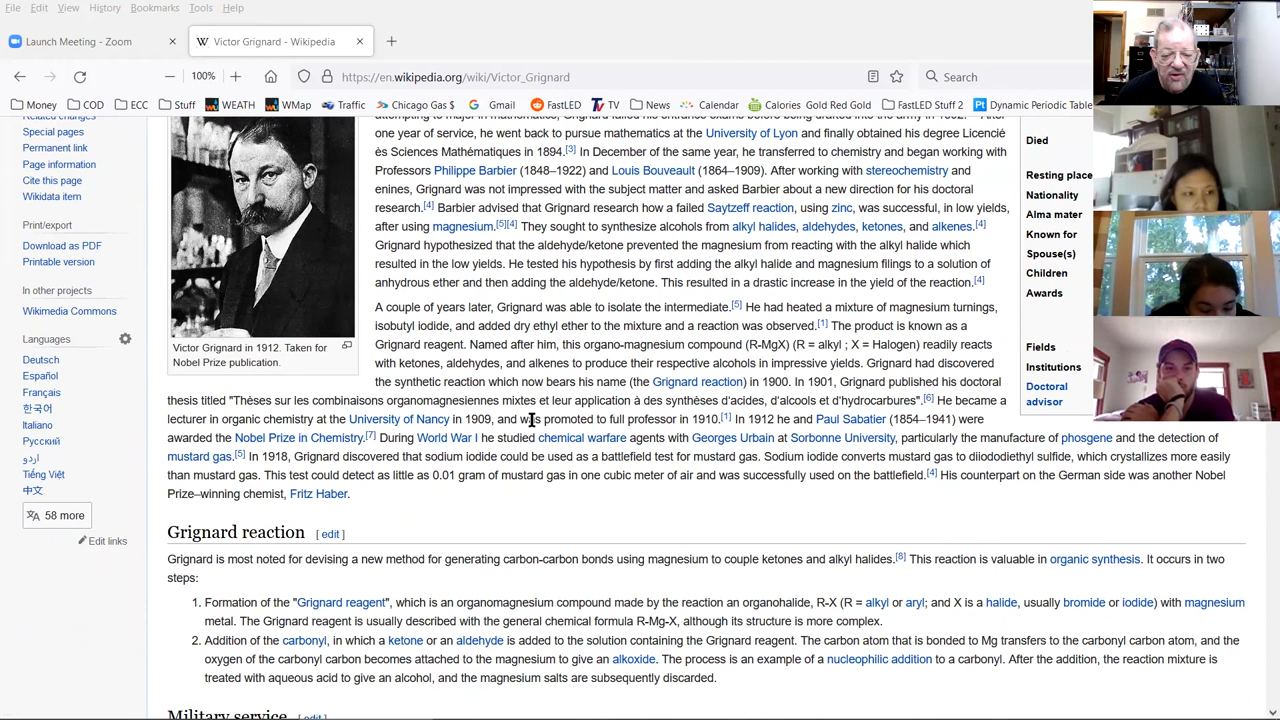 File Edit View History Bookmarks Tools Help
Launch Meeting - Zoom
Victor Grignard - Wikipedia
100%
https://en.wikipedia.org/wiki/Victor_Grignard
Search
Money COD ECC Stuff WEATH WMap Traffic Chicago Gas $ Gmail FastLED TV News Calendar Calories Gold Red Gold FastLED Stuff 2 Dynamic Periodic Table
Related changes
Special pages
Permanent link
Page information
Cite this page
Wikidata item
Print/export
Download as PDF
Printable version
In other projects
Wikimedia Commons
Languages
Deutsch
Español
Français
한국어
Italiano
Русский
اردو
Tiếng Việt
中文
58 more
Edit links
Victor Grignard in 1912. Taken for
Nobel Prize publication.
one year of service, he went back to pursue mathematics at the University of Lyon and finally obtained his degree Licencié
ès Sciences Mathematiques in 1894.[3] In December of the same year, he transferred to chemistry and began working with
Professors Philippe Barbier (1848–1922) and Louis Bouveault (1864–1909). After working with stereochemistry and
enines, Grignard was not impressed with the subject matter and asked Barbier about a new direction for his doctoral
research.[4] Barbier advised that Grignard research how a failed Saytzeff reaction, using zinc, was successful, in low yields,
after using magnesium.[5][4] They sought to synthesize alcohols from alkyl halides, aldehydes, ketones, and alkenes.[4]
Grignard hypothesized that the aldehyde/ketone prevented the magnesium from reacting with the alkyl halide which
resulted in the low yields. He tested his hypothesis by first adding the alkyl halide and magnesium filings to a solution of
anhydrous ether and then adding the aldehyde/ketone. This resulted in a drastic increase in the yield of the reaction.[4]
A couple of years later, Grignard was able to isolate the intermediate.[5] He had heated a mixture of magnesium turnings,
isobutyl iodide, and added dry ethyl ether to the mixture and a reaction was observed.[1] The product is known as a
Grignard reagent. Named after him, this organo-magnesium compound (R-MgX) (R = alkyl ; X = Halogen) readily reacts
with ketones, aldehydes, and alkenes to produce their respective alcohols in impressive yields. Grignard had discovered
the synthetic reaction which now bears his name (the Grignard reaction) in 1900. In 1901, Grignard published his doctoral
thesis titled "Thèses sur les combinaisons organomagnesiennes mixtes et leur application à des synthèses d'acides, d'alcools et d'hydrocarbures".[6] He became a
lecturer in organic chemistry at the University of Nancy in 1909, and was promoted to full professor in 1910.[1] In 1912 he and Paul Sabatier (1854–1941) were
awarded the Nobel Prize in Chemistry.[7] During World War I he studied chemical warfare agents with Georges Urbain at Sorbonne University, particularly the manufacture of phosgene and the detection of
mustard gas.[5] In 1918, Grignard discovered that sodium iodide could be used as a battlefield test for mustard gas. Sodium iodide converts mustard gas to diiododiethyl sulfide, which crystallizes more easily
than mustard gas. This test could detect as little as 0.01 gram of mustard gas in one cubic meter of air and was successfully used on the battlefield.[4] His counterpart on the German side was another Nobel
Prize–winning chemist, Fritz Haber.
Died
Resting place
Nationality
Alma mater
Known for
Spouse(s)
Children
Awards
Fields
Institutions
Doctoral
advisor
Grignard reaction [ edit ]
Grignard is most noted for devising a new method for generating carbon-carbon bonds using magnesium to couple ketones and alkyl halides.[8] This reaction is valuable in organic synthesis. It occurs in two
steps:
1. Formation of the "Grignard reagent", which is an organomagnesium compound made by the reaction an organohalide, R-X (R = alkyl or aryl; and X is a halide, usually bromide or iodide) with magnesium
metal. The Grignard reagent is usually described with the general chemical formula R-Mg-X, although its structure is more complex.
2. Addition of the carbonyl, in which a ketone or an aldehyde is added to the solution containing the Grignard reagent. The carbon atom that is bonded to Mg transfers to the carbonyl carbon atom, and the
oxygen of the carbonyl carbon becomes attached to the magnesium to give an alkoxide. The process is an example of a nucleophilic addition to a carbonyl. After the addition, the reaction mixture is
treated with aqueous acid to give an alcohol, and the magnesium salts are subsequently discarded.
Military service [ edit ]